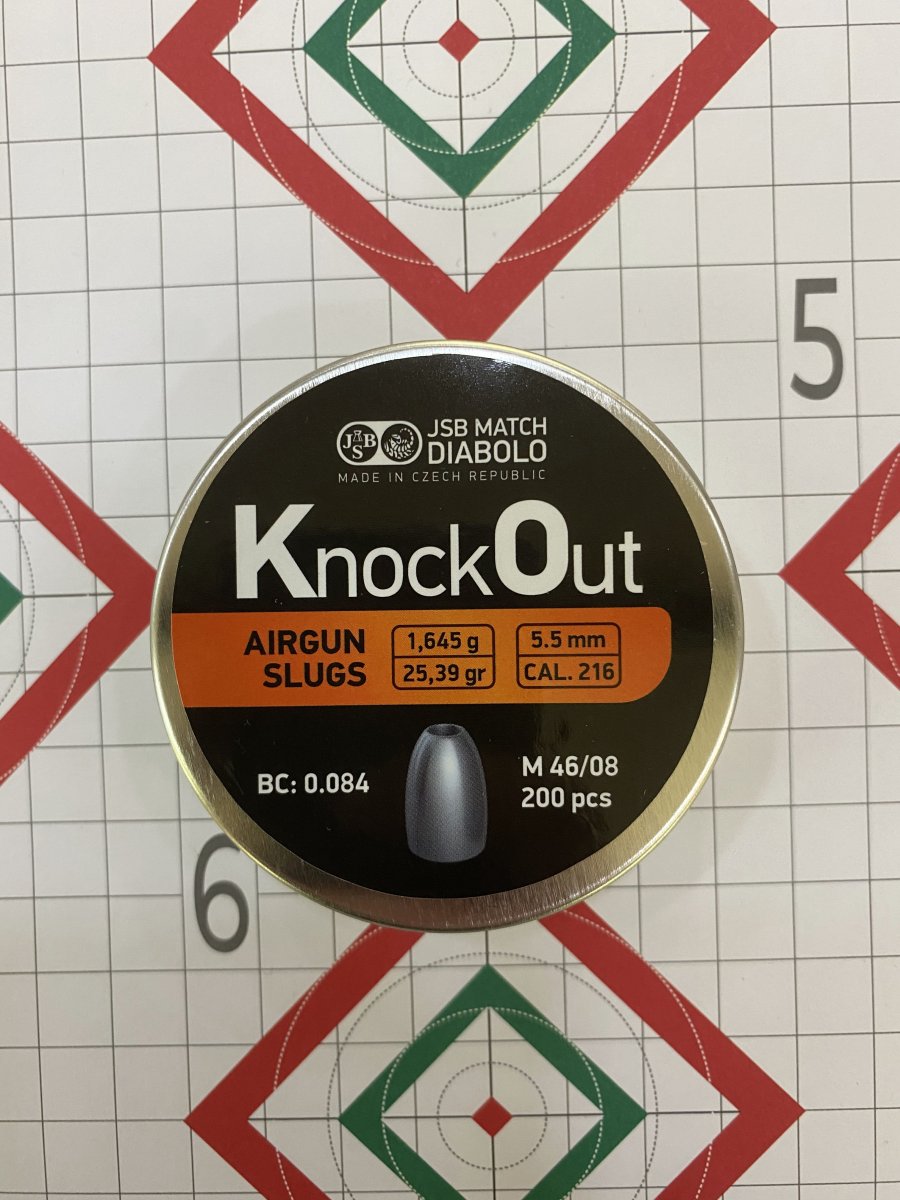 5
JSB
JSB MATCH
DIABOLO
MADE IN CZECH REPUBLIC
KnockOut
AIRGUN
SLUGS
1,645 g
25,39 gr
5.5 mm
CAL. 216
BC: 0.084
M 46/08
200 pcs
6